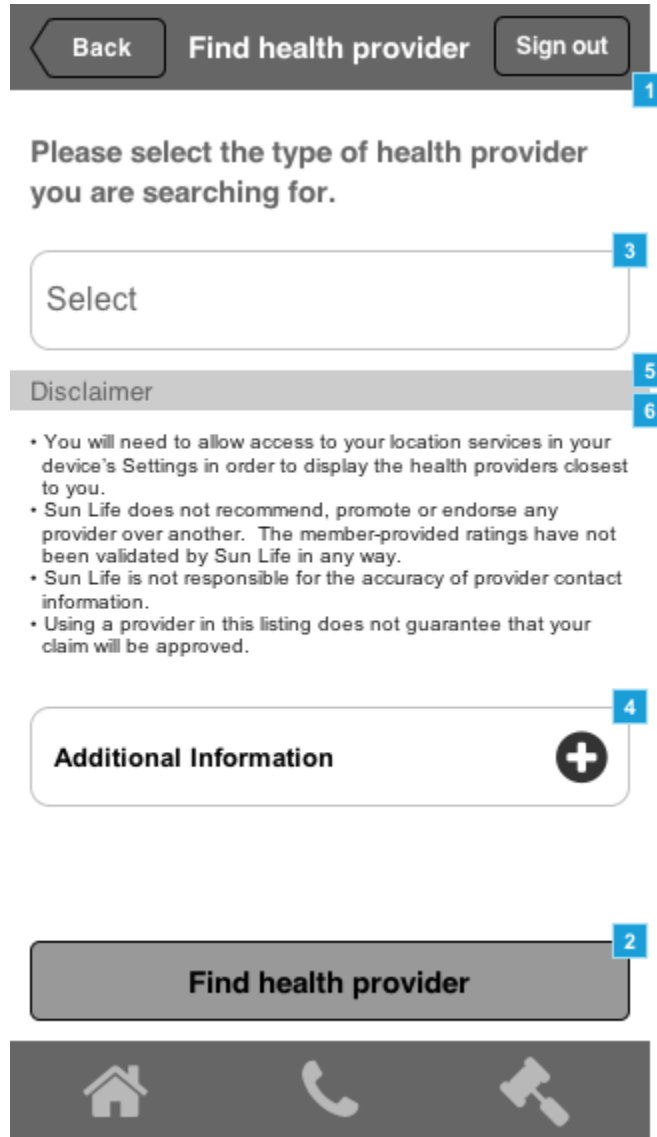 Back
Find health provider
Sign out
1
Please select the type of health provider
you are searching for.
3
Select
5
Disclaimer
6
• You will need to allow access to your location services in your
device's Settings in order to display the health providers closest
to you.
• Sun Life does not recommend, promote or endorse any
provider over another.  The member-provided ratings have not
been validated by Sun Life in any way.
• Sun Life is not responsible for the accuracy of provider contact
information.
• Using a provider in this listing does not guarantee that your
claim will be approved.
4
Additional Information
2
Find health provider